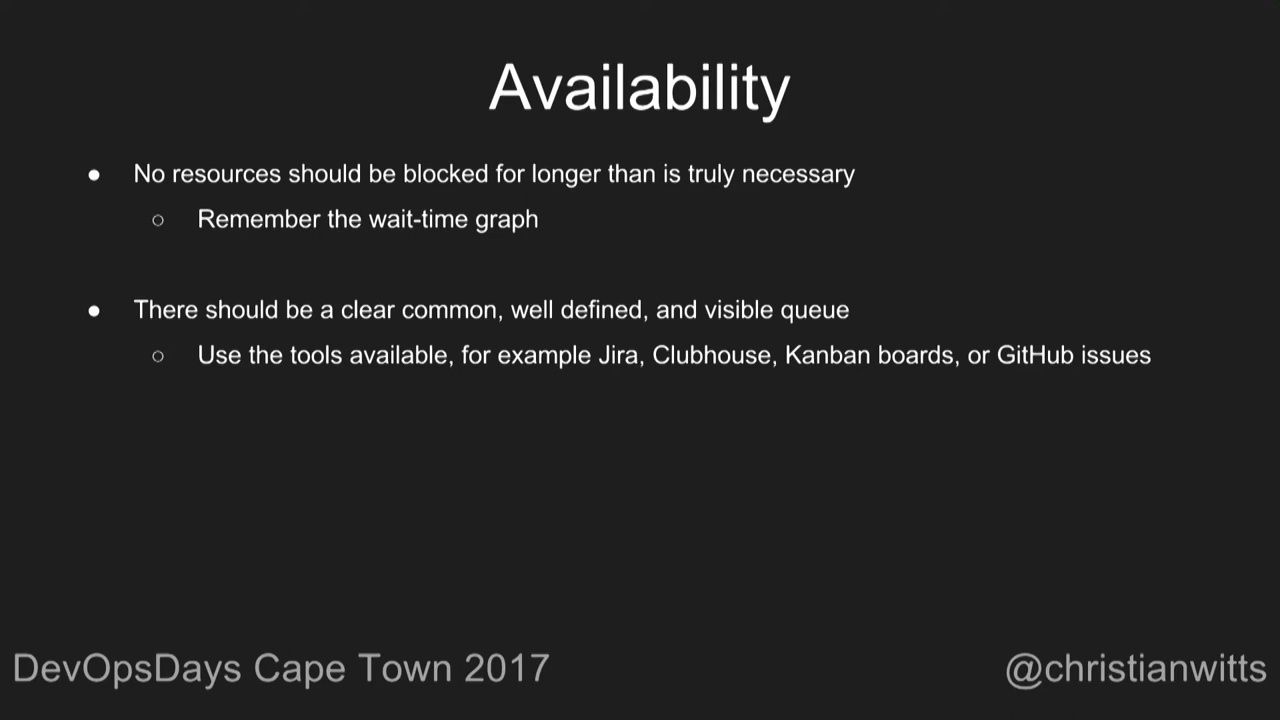 Availability
● No resources should be blocked for longer than is truly necessary
○ Remember the wait-time graph
● There should be a clear common, well defined, and visible queue
○ Use the tools available, for example Jira, Clubhouse, Kanban boards, or GitHub issues
DevOpsDays Cape Town 2017
@christianwitts